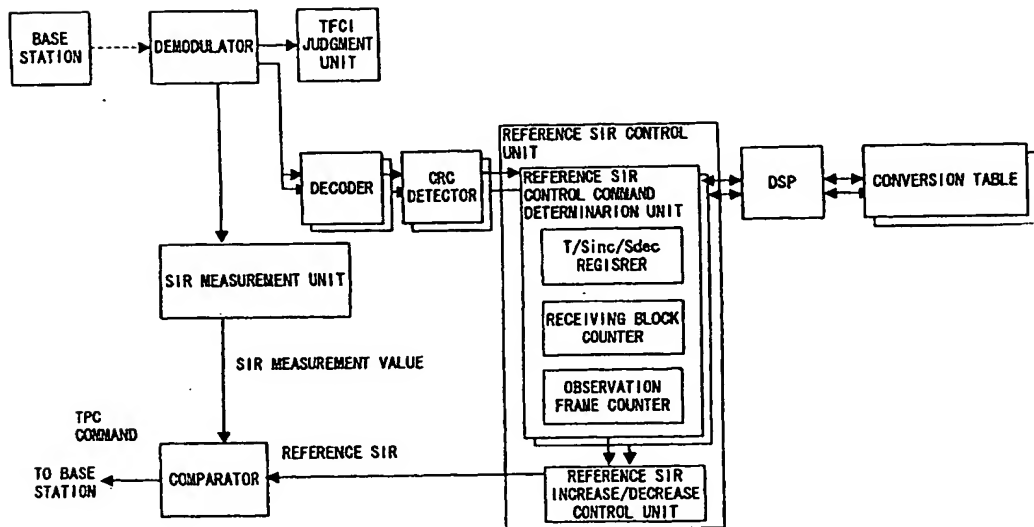 BASE
STATION
DEMODULATOR
TFCI
JUDGMENT
UNIT
REFERENCE SIR CONTROL
UNIT
DECODER
CRC
DETECTOR
REFERENCE SIR
CONTROL COMMAND
DETERMINARION UNIT
DSP
CONVERSION TABLE
T/Sinc/Sdec
REGISRER
SIR MEASUREMENT UNIT
RECEIVING BLOCK
COUNTER
SIR MEASUREMENT VALUE
OBSERVATION
FRAME COUNTER
TPC
COMMAND
REFERENCE SIR
TO BASE
STATION
COMPARATOR
REFERENCE SIR
INCREASE/DECREASE
CONTROL UNIT